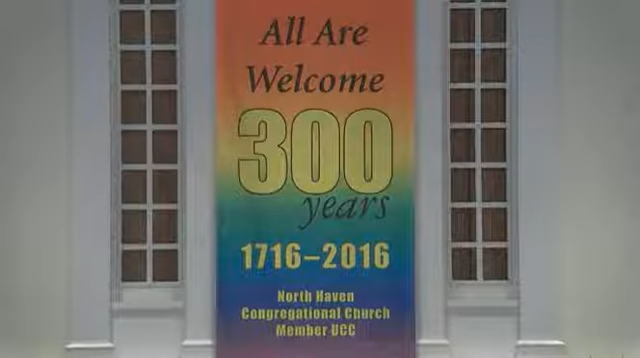 All Are
Welcome
300
years
1716–2016
North Haven
Congregational Church
Member UCC